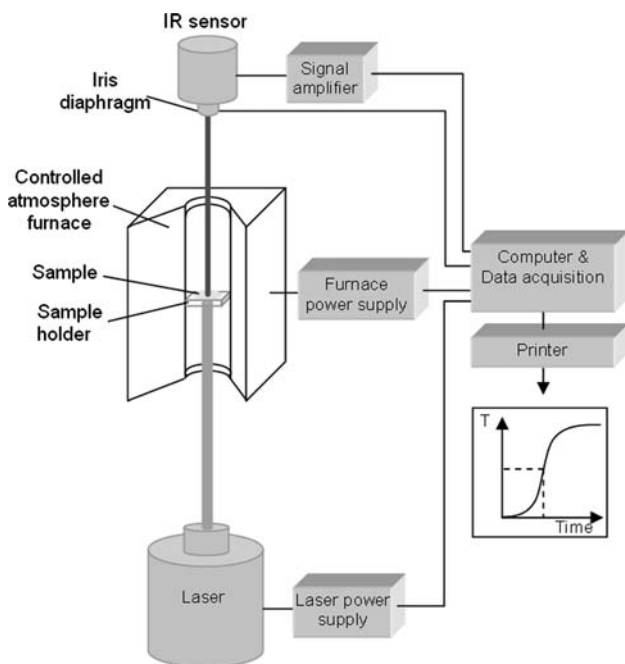 IR sensor
Iris
diaphragm
Signal
amplifier
Controlled
atmosphere
furnace
Sample
Sample
holder
Furnace
power supply
Computer &
Data acquisition
Printer
T
Time
Laser
Laser power
supply